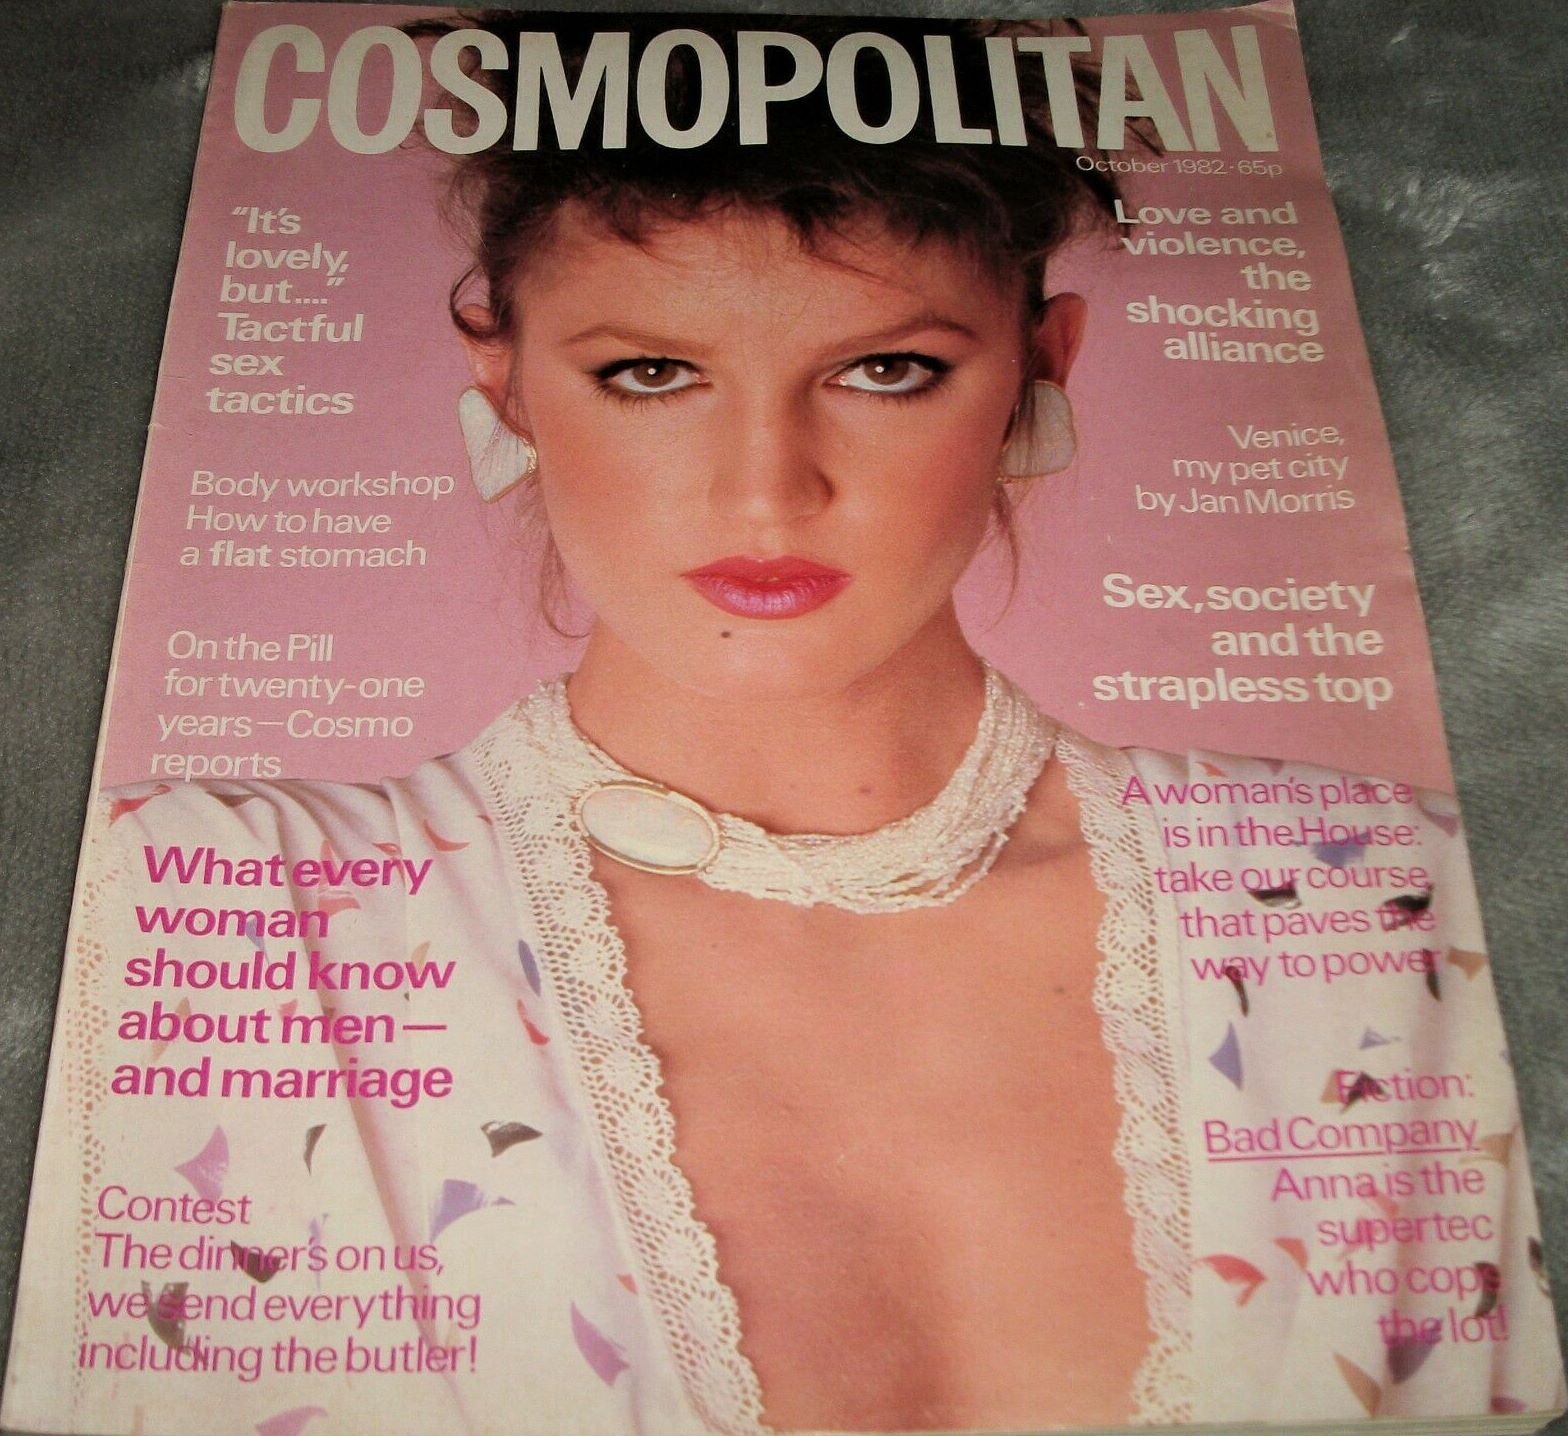 COSMOPOLITAN
October 1982·65p
"It's
lovely,
but...."
Tactful
sex
tactics
Body workshop
How to have
a flat stomach
On the Pill
for twenty-one
years—Cosmo
reports
What every
woman
should know
about men—
and marriage
Contest
The dinner's on us,
we send everything
including the butler!
Love and
violence,
the
shocking
alliance
Venice,
my pet city
by Jan Morris
Sex, society
and the
strapless top
A woman's place
is in the House:
take our course
that paves the
way to power
Fiction:
Bad Company
Anna is the
supertec
who cops
the lot!